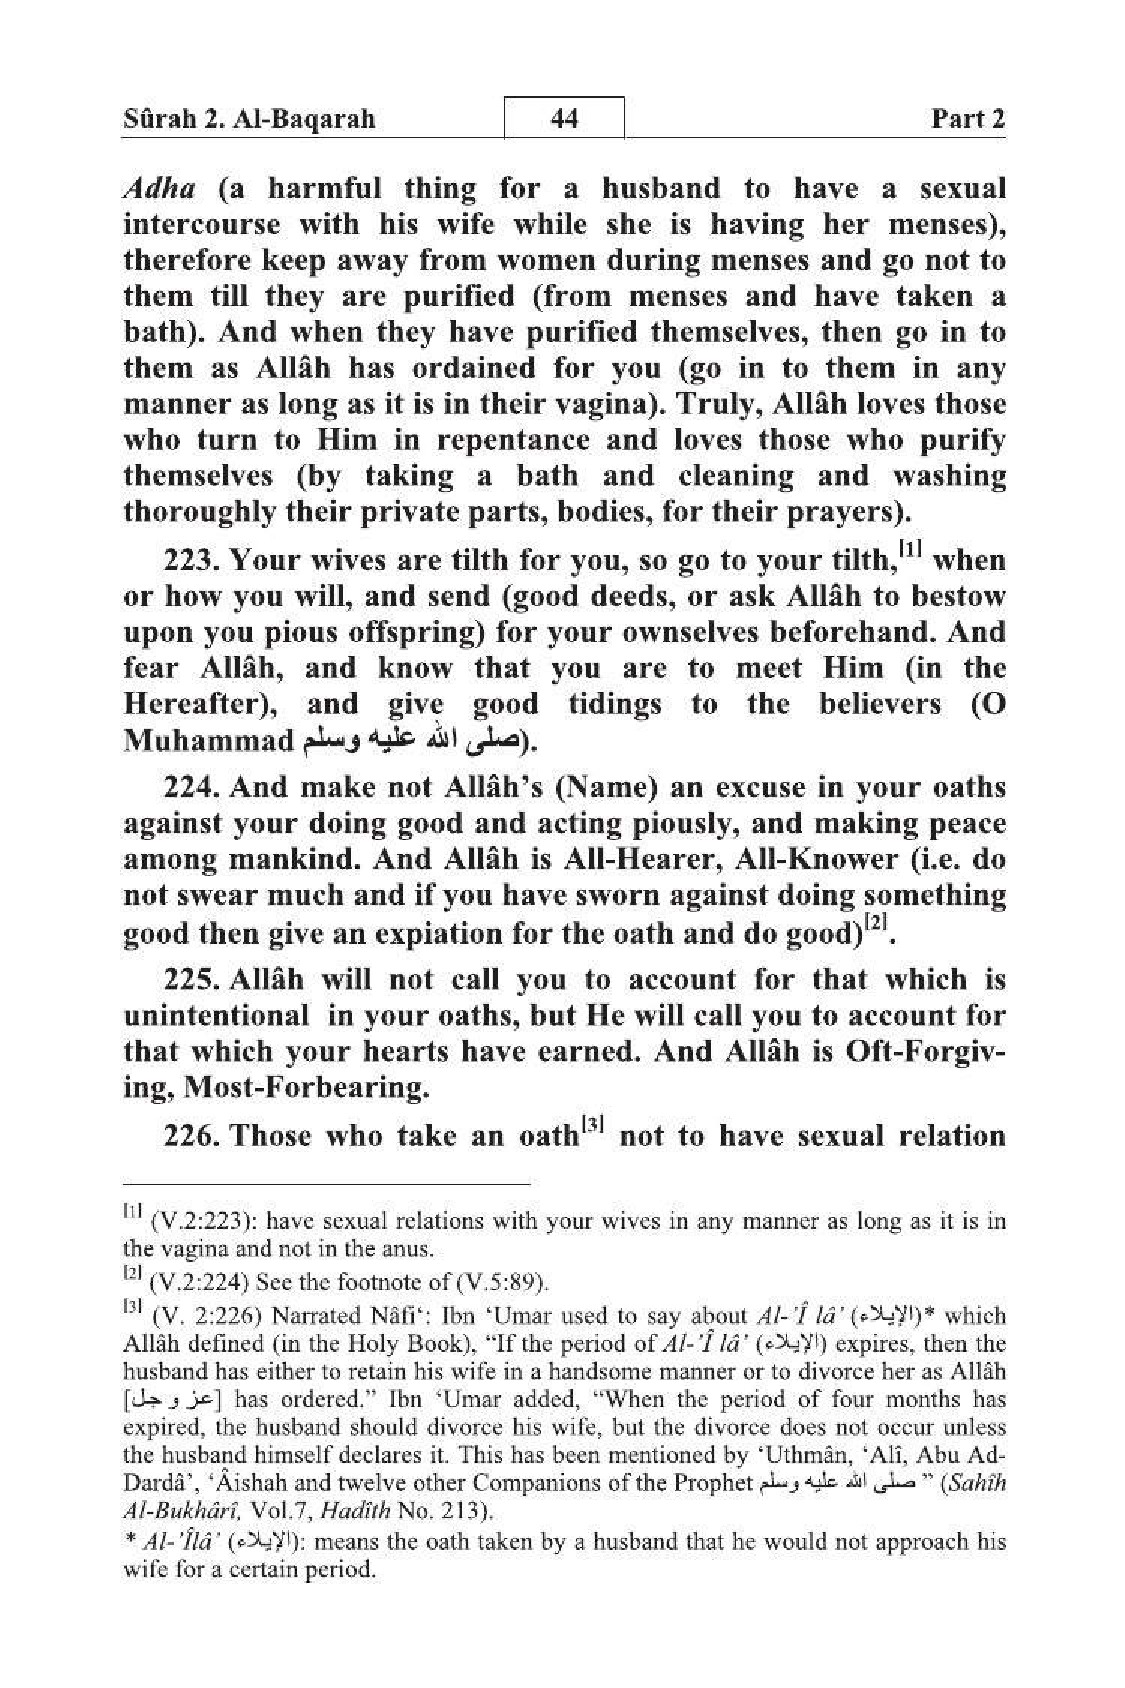 Sûrah 2. Al-Baqarah 44 Part 2
Adha (a harmful thing for a husband to have a sexual
intercourse with his wife while she is having her menses),
therefore keep away from women during menses and go not to
them till they are purified (from menses and have taken a
bath). And when they have purified themselves, then go in to
them as Allâh has ordained for you (go in to them in any
manner as long as it is in their vagina). Truly, Allâh loves those
who turn to Him in repentance and loves those who purify
themselves (by taking a bath and cleaning and washing
thoroughly their private parts, bodies, for their prayers).
223. Your wives are tilth for you, so go to your tilth,[1] when
or how you will, and send (good deeds, or ask Allâh to bestow
upon you pious offspring) for your ownselves beforehand. And
fear Allâh, and know that you are to meet Him (in the
Hereafter), and give good tidings to the believers (O
Muhammad صلى الله عليه وسلم).
224. And make not Allâh's (Name) an excuse in your oaths
against your doing good and acting piously, and making peace
among mankind. And Allâh is All-Hearer, All-Knower (i.e. do
not swear much and if you have sworn against doing something
good then give an expiation for the oath and do good)[2].
225. Allâh will not call you to account for that which is
unintentional in your oaths, but He will call you to account for
that which your hearts have earned. And Allâh is Oft-Forgiv-
ing, Most-Forbearing.
226. Those who take an oath[3] not to have sexual relation
[1] (V.2:223): have sexual relations with your wives in any manner as long as it is in
the vagina and not in the anus.
[2] (V.2:224) See the footnote of (V.5:89).
[3] (V. 2:226) Narrated Nâfi‘: Ibn ‘Umar used to say about Al-’Î lâ’ (الإيلاء)* which
Allâh defined (in the Holy Book), “If the period of Al-’Î lâ’ (الإيلاء) expires, then the
husband has either to retain his wife in a handsome manner or to divorce her as Allâh
[عز و جل] has ordered.” Ibn ‘Umar added, “When the period of four months has
expired, the husband should divorce his wife, but the divorce does not occur unless
the husband himself declares it. This has been mentioned by ‘Uthmân, ‘Alî, Abu Ad-
Dardâ’, ‘Âishah and twelve other Companions of the Prophet صلى الله عليه وسلم ” (Sahîh
Al-Bukhârî, Vol.7, Hadîth No. 213).
* Al-’Îlâ’ (الإيلاء): means the oath taken by a husband that he would not approach his
wife for a certain period.